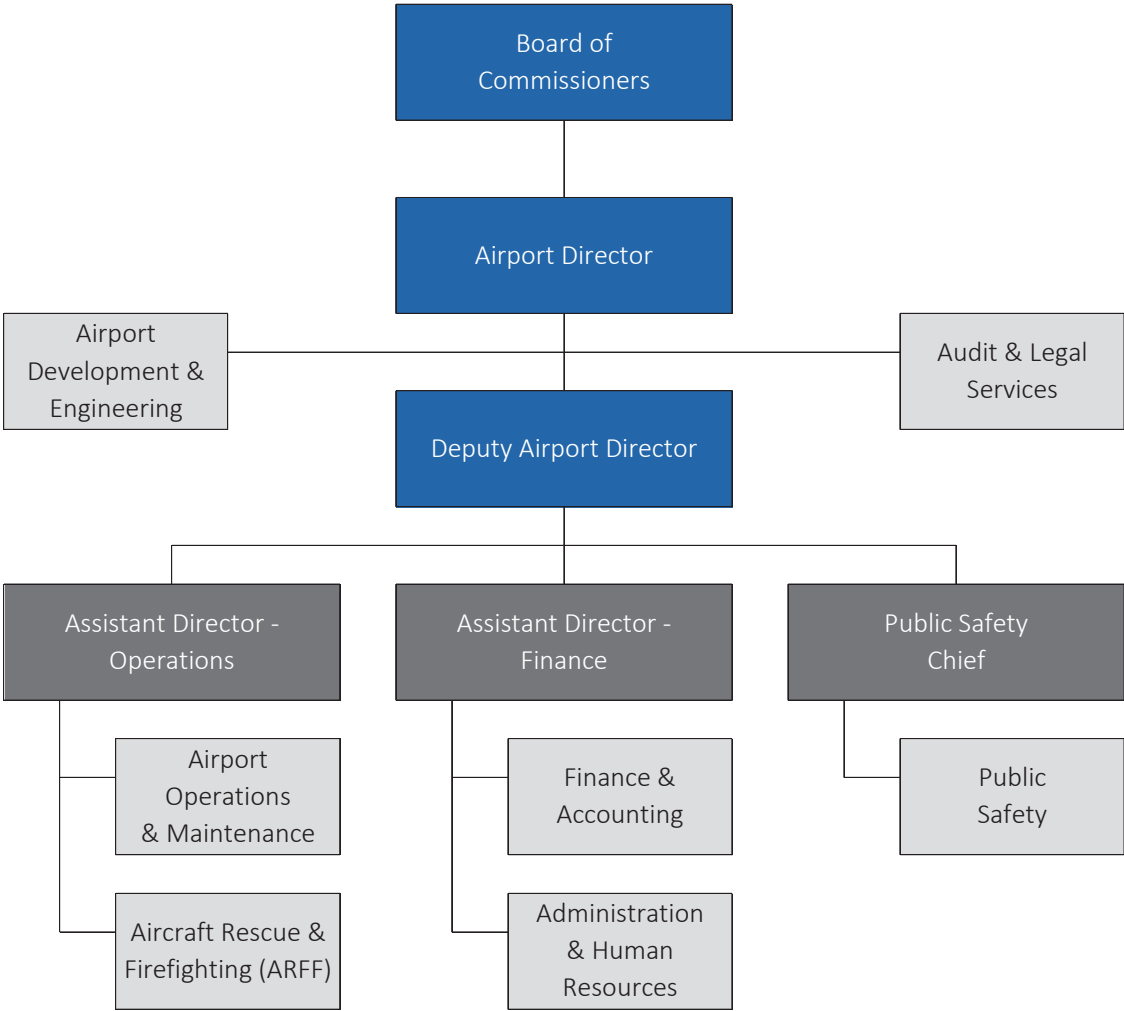 Board of
Commissioners
Airport Director
Airport
Development &
Engineering
Audit & Legal
Services
Deputy Airport Director
Assistant Director -
Operations
Assistant Director -
Finance
Public Safety
Chief
Airport
Operations
& Maintenance
Finance &
Accounting
Public
Safety
Aircraft Rescue &
Firefighting (ARFF)
Administration
& Human
Resources